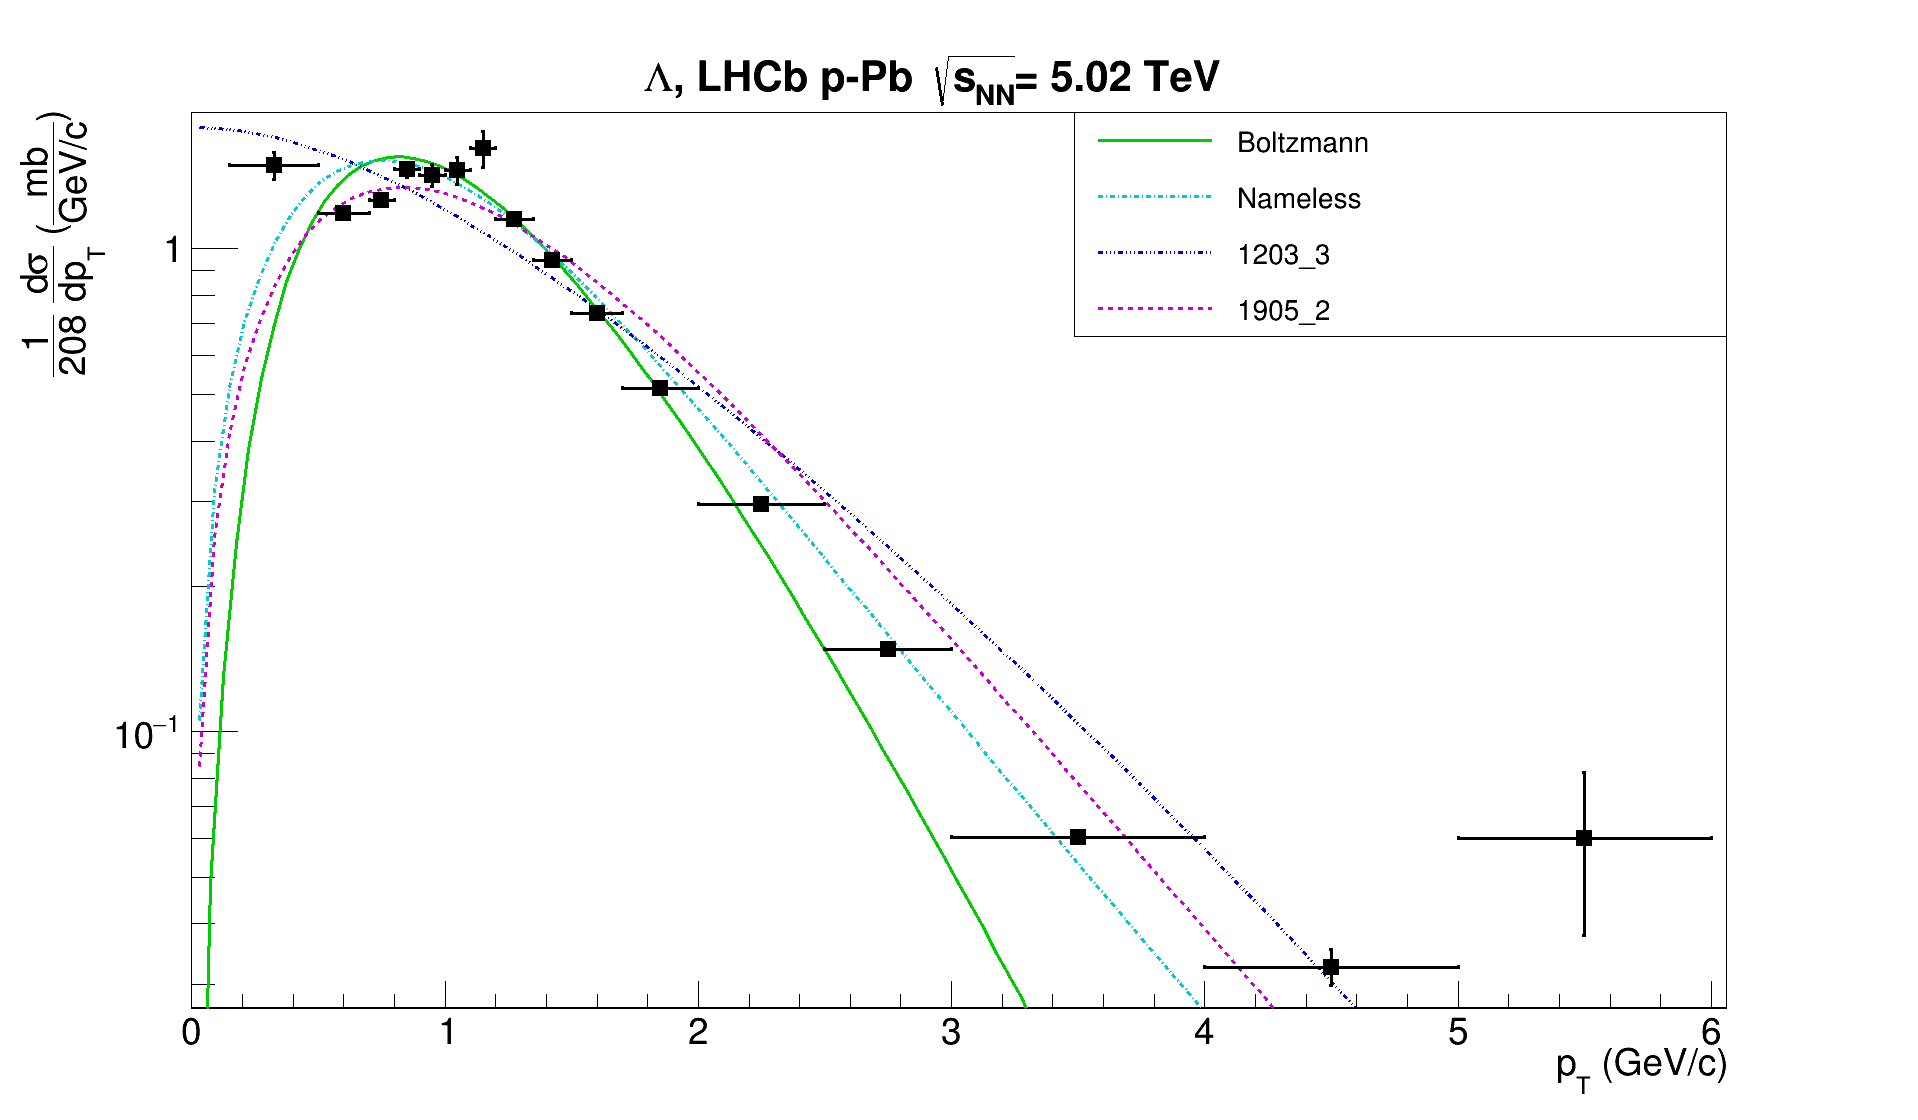 Λ, LHCb p-Pb √s_NN = 5.02 TeV
1/208 dσ/dp_T (mb/GeV/c)
Boltzmann
Nameless
1203_3
1905_2
1
10⁻¹
0 1 2 3 4 5 6
p_T (GeV/c)